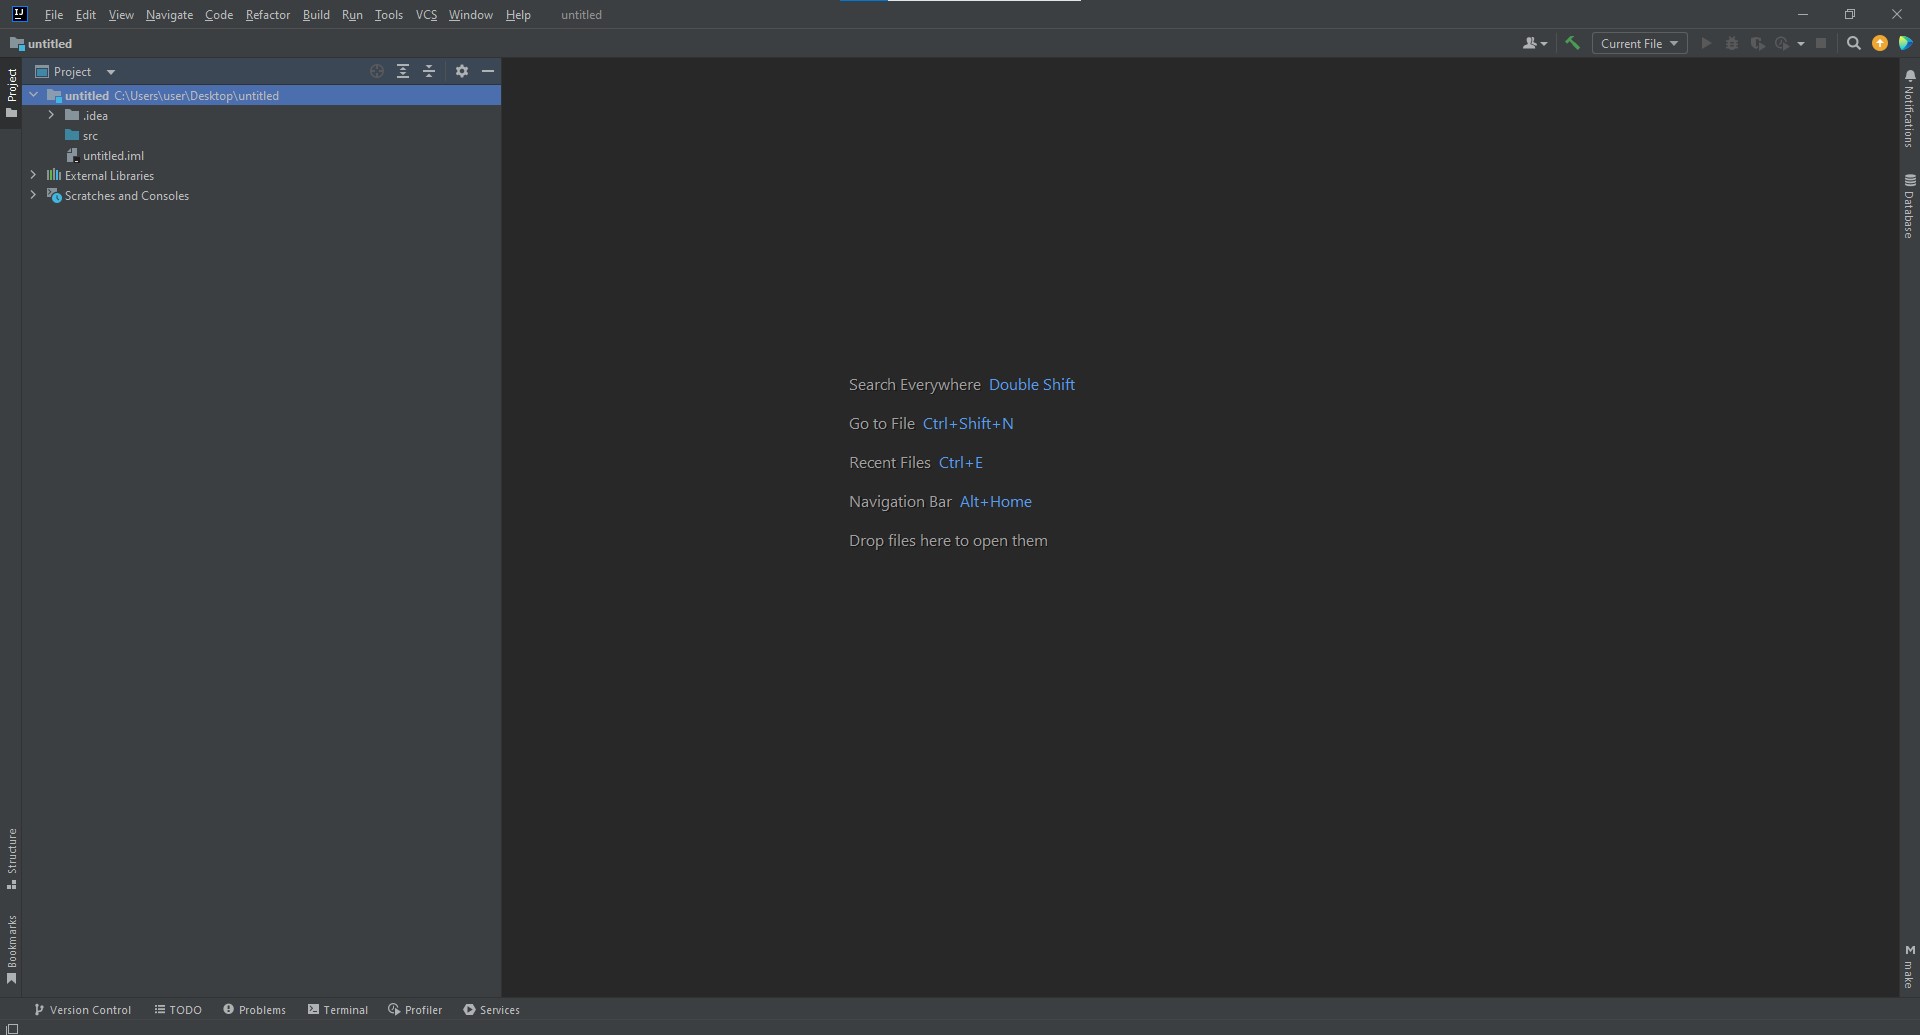 IJ File Edit View Navigate Code Refactor Build Run Tools VCS Window Help untitled
untitled Current File
Project
Project
Notifications
untitled C:\Users\user\Desktop\untitled
.idea
src
untitled.iml
External Libraries
Scratches and Consoles
Database
Search Everywhere Double Shift
Go to File Ctrl+Shift+N
Recent Files Ctrl+E
Navigation Bar Alt+Home
Drop files here to open them
Structure
Bookmarks
M make
Version Control TODO Problems Terminal Profiler Services